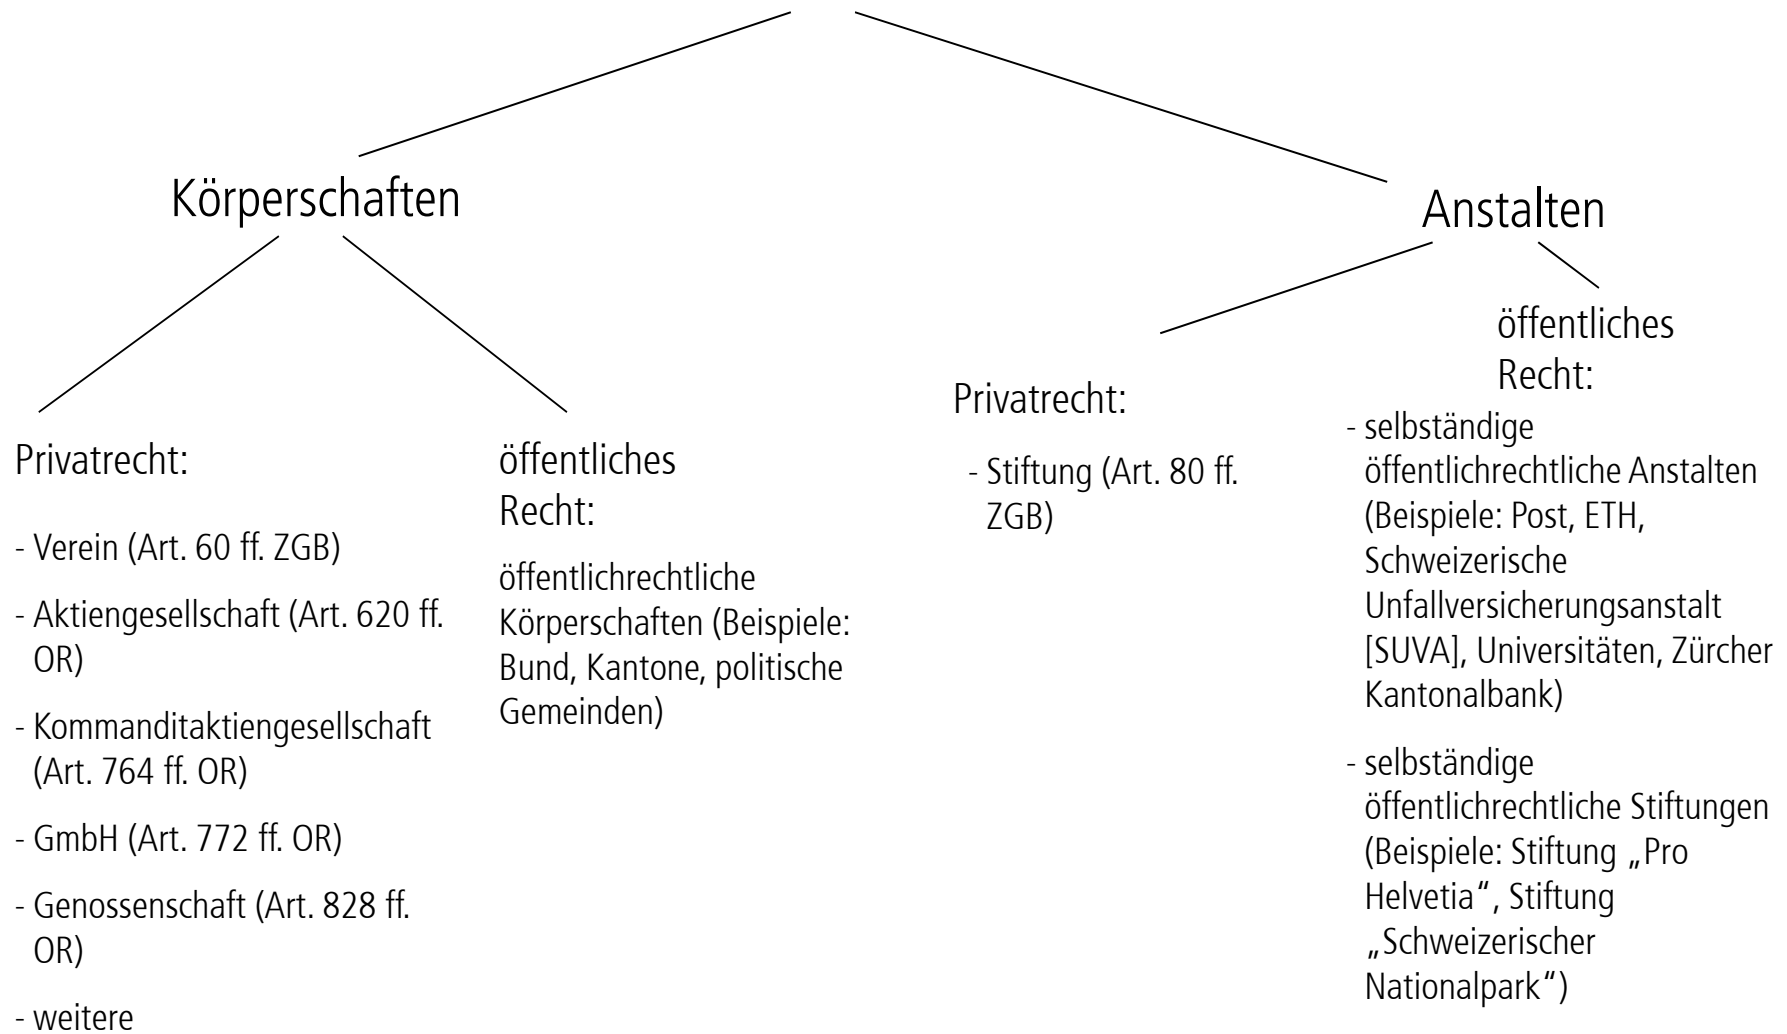 Körperschaften
Anstalten
Privatrecht:
- Verein (Art. 60 ff. ZGB)
- Aktiengesellschaft (Art. 620 ff.
OR)
- Kommanditaktiengesellschaft
(Art. 764 ff. OR)
- GmbH (Art. 772 ff. OR)
- Genossenschaft (Art. 828 ff.
OR)
- weitere
öffentliches
Recht:
öffentlichrechtliche
Körperschaften (Beispiele:
Bund, Kantone, politische
Gemeinden)
Privatrecht:
- Stiftung (Art. 80 ff.
ZGB)
öffentliches
Recht:
- selbständige
öffentlichrechtliche Anstalten
(Beispiele: Post, ETH,
Schweizerische
Unfallversicherungsanstalt
[SUVA], Universitäten, Zürcher
Kantonalbank)
- selbständige
öffentlichrechtliche Stiftungen
(Beispiele: Stiftung „Pro
Helvetia“, Stiftung
„Schweizerischer
Nationalpark“)